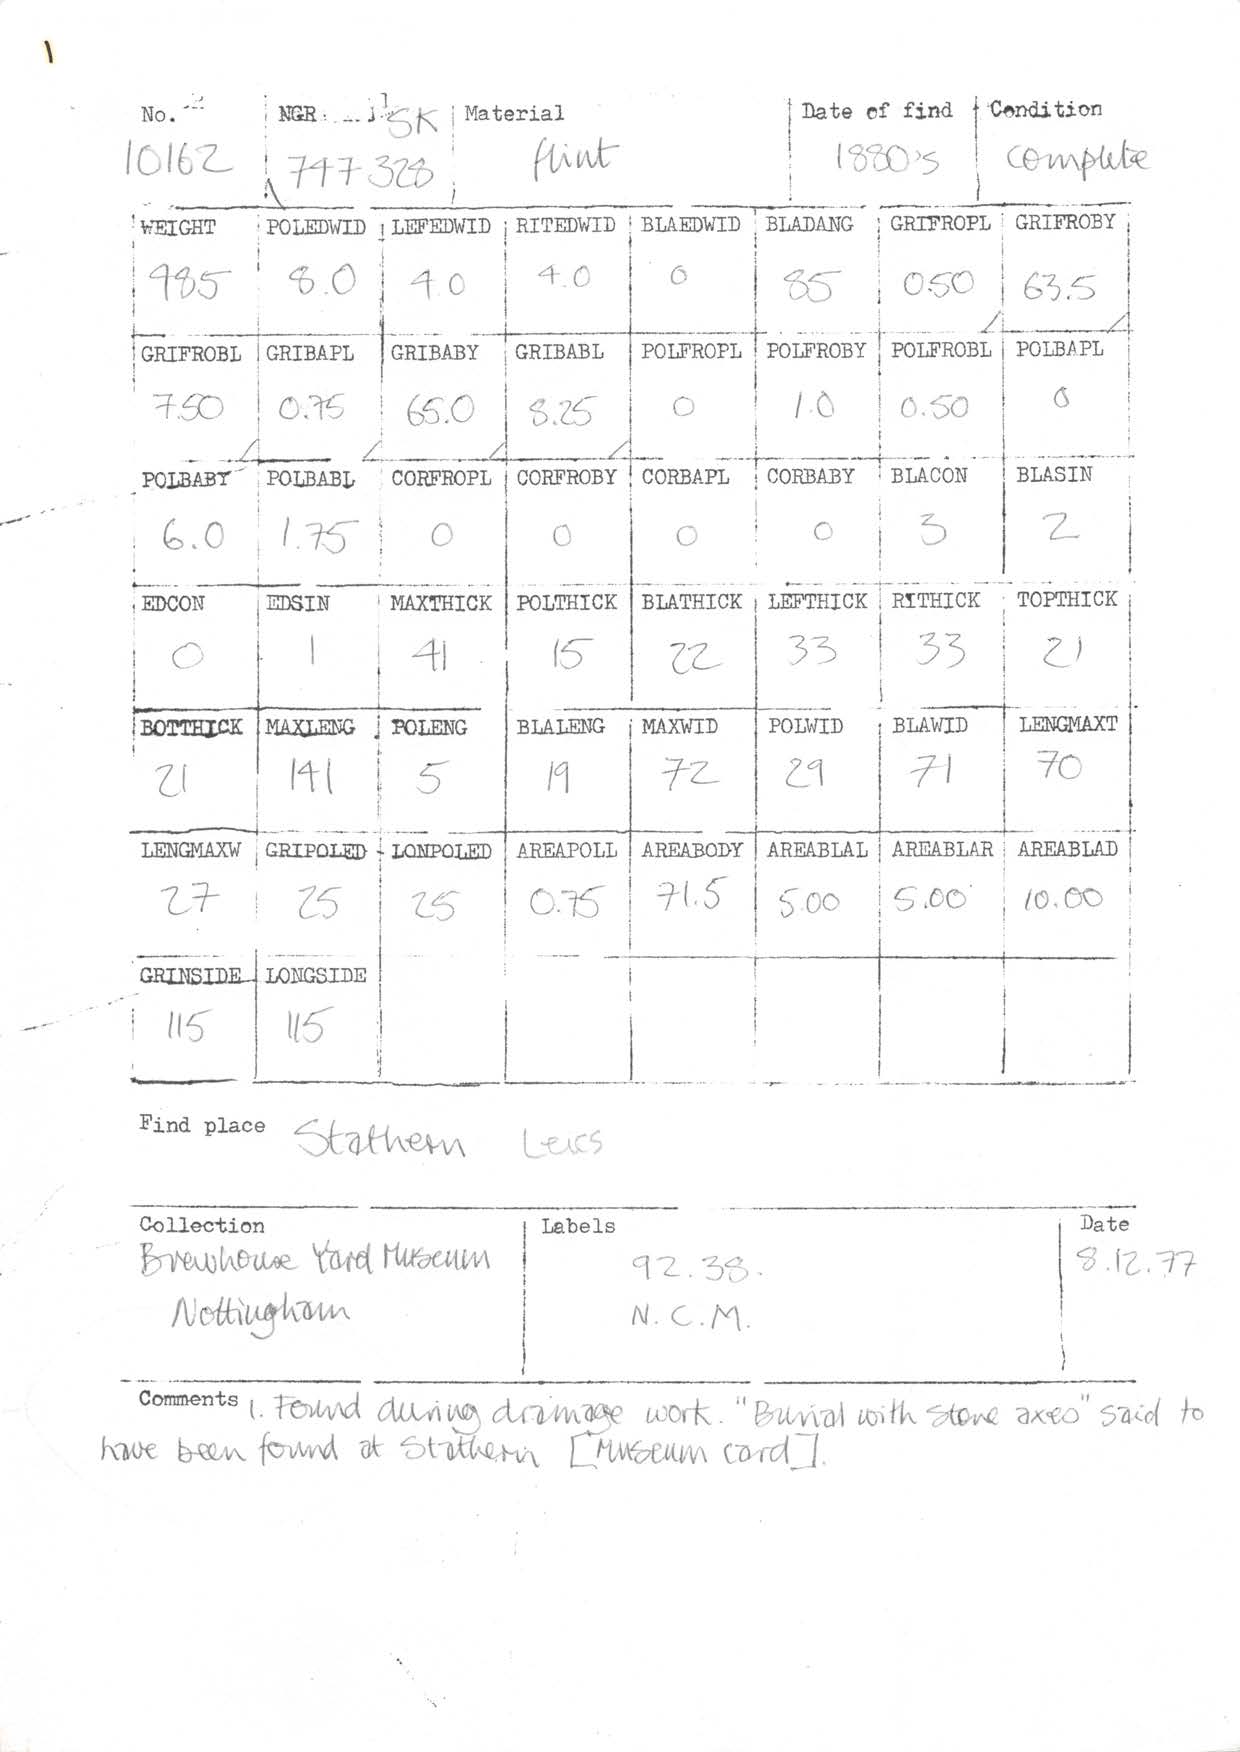 1
No. NGR SK Material Date of find Condition
10162 747328 flint 1880's complete
WEIGHT POLEDWID LEFEDWID RITEDWID BLAEDWID BLADANG GRIFROPL GRIFROBY
985 8.0 4.0 4.0 0 85 0.50 63.5
GRIFROBL GRIBAPL GRIBABY GRIBABL POLFROPL POLFROBY POLFROBL POLBAPL
7.50 0.75 65.0 8.25 0 1.0 0.50 0
POLBABY POLBABL CORFROPL CORFROBY CORBAPL CORBABY BLACON BLASIN
6.0 1.75 0 0 0 0 3 2
EDCON EDSIN MAXTHICK POLTHICK BLATHICK LEFTHICK RITHICK TOPTHICK
0 1 41 15 22 33 33 21
BOTTHICK MAXLENG POLENG BLALENG MAXWID POLWID BLAWID LENGMAXT
21 141 5 19 72 29 71 70
LENGMAXW GRIPOLED LONPOLED AREAPOLL AREABODY AREABLAL AREABLAR AREABLAD
27 25 25 0.75 71.5 5.00 5.00 10.00
GRINSIDE LONGSIDE
115 115
Find place Stathern Leics
Collection Labels Date
Brewhouse Yard Museum 92.38. 8.12.77
Nottingham N.C.M.
Comments 1. Found during drainage work. "Burial with stone axes" said to
have been found at Stathern [Museum card].